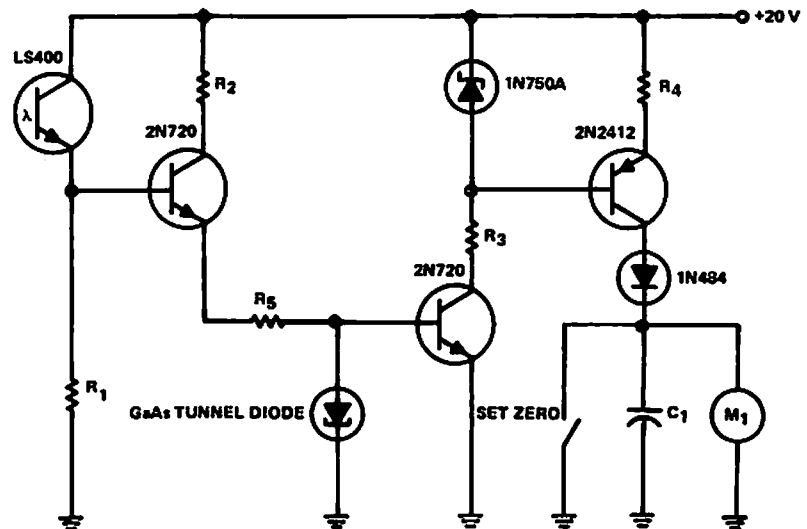 +20 V
LS400
λ
R2
2N720
1N750A
R4
2N2412
R3
2N720
1N484
R5
R1
GaAs TUNNEL DIODE
SET ZERO
C1
M1